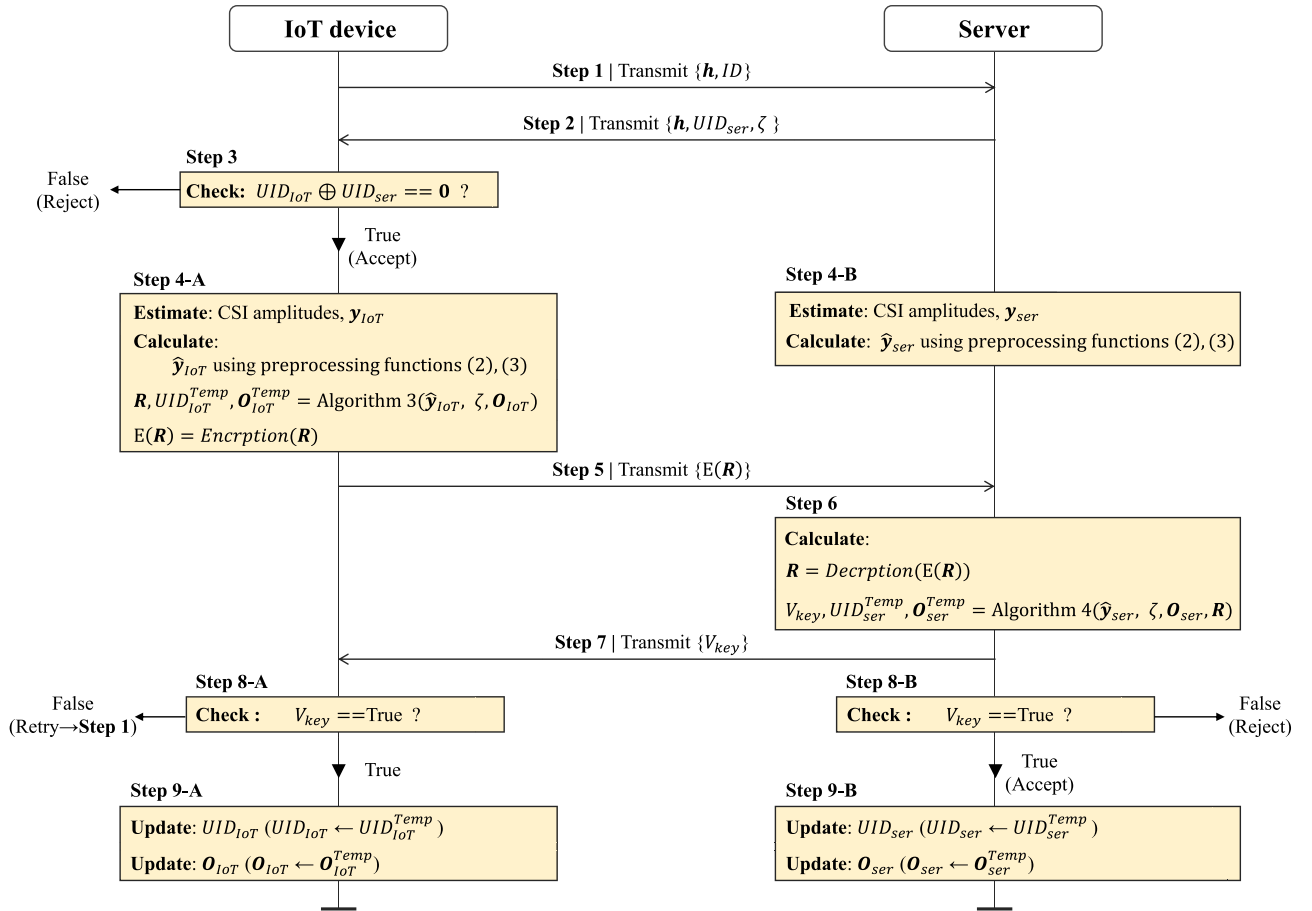 IoT device
Server
Step 1 | Transmit {h, ID}
Step 2 | Transmit {h, UID_ser, ζ }
Step 3
Check: UID_IoT ⊕ UID_ser == 0 ?
False
(Reject)
True
(Accept)
Step 4-A
Estimate: CSI amplitudes, y_IoT
Calculate:
ŷ_IoT using preprocessing functions (2), (3)
R, UID_IoT^Temp, O_IoT^Temp = Algorithm 3(ŷ_IoT, ζ, O_IoT)
E(R) = Encrption(R)
Step 4-B
Estimate: CSI amplitudes, y_ser
Calculate: ŷ_ser using preprocessing functions (2), (3)
Step 5 | Transmit {E(R)}
Step 6
Calculate:
R = Decrption(E(R))
V_key, UID_ser^Temp, O_ser^Temp = Algorithm 4(ŷ_ser, ζ, O_ser, R)
Step 7 | Transmit {V_key}
Step 8-A
Check : V_key ==True ?
False
(Retry→Step 1)
True
Step 8-B
Check : V_key ==True ?
False
(Reject)
True
(Accept)
Step 9-A
Update: UID_IoT (UID_IoT ← UID_IoT^Temp )
Update: O_IoT (O_IoT ← O_IoT^Temp)
Step 9-B
Update: UID_ser (UID_ser ← UID_ser^Temp )
Update: O_ser (O_ser ← O_ser^Temp)